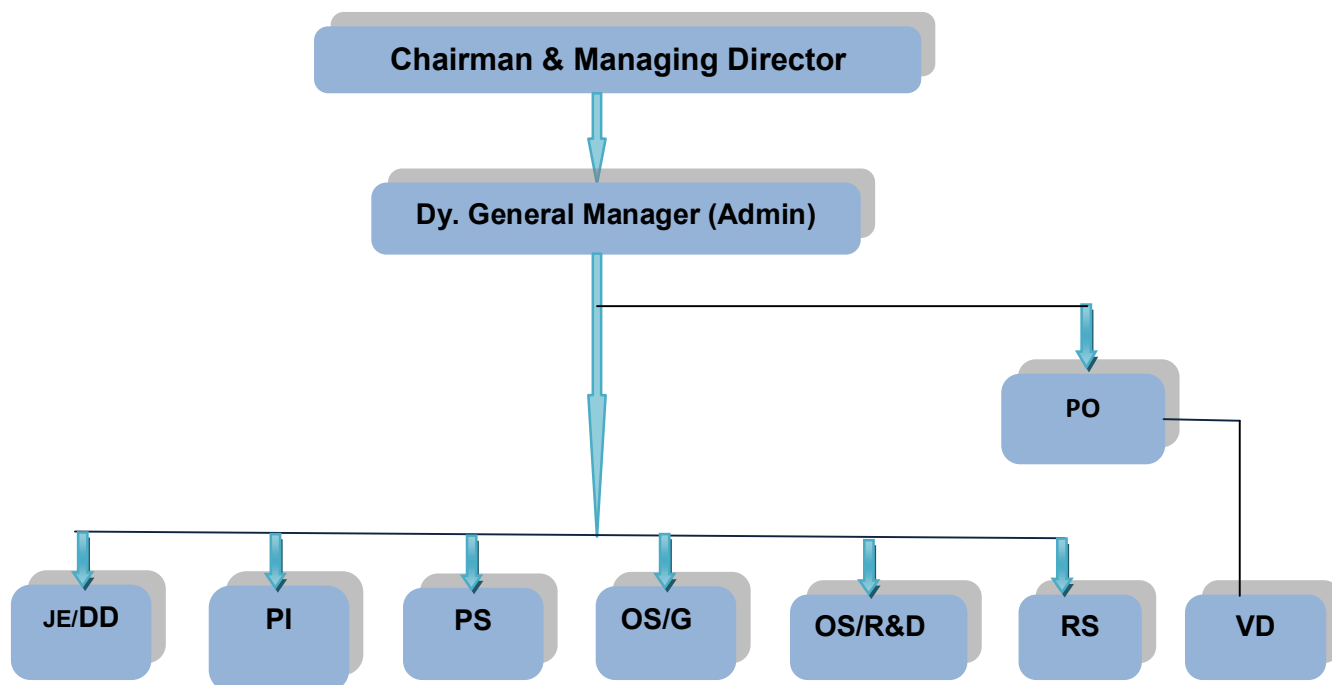 Chairman & Managing Director
Dy. General Manager (Admin)
PO
JE/DD
PI
PS
OS/G
OS/R&D
RS
VD